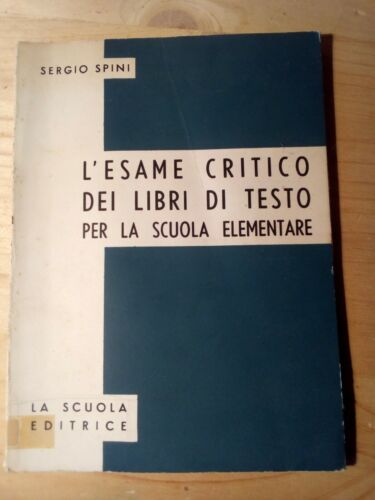 SERGIO SPINI
L'ESAME CRITICO
DEI LIBRI DI TESTO
PER LA SCUOLA ELEMENTARE
LA SCUOLA
EDITRICE